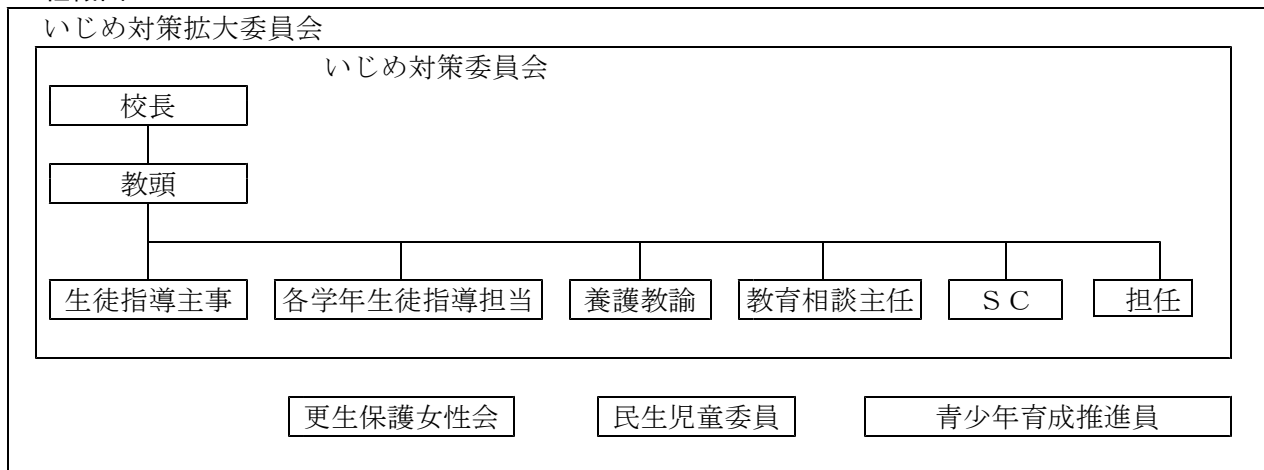 いじめ対策拡大委員会
いじめ対策委員会
校長
教頭
生徒指導主事 各学年生徒指導担当 養護教諭 教育相談主任 ＳＣ 担任
更生保護女性会 民生児童委員 青少年育成推進員